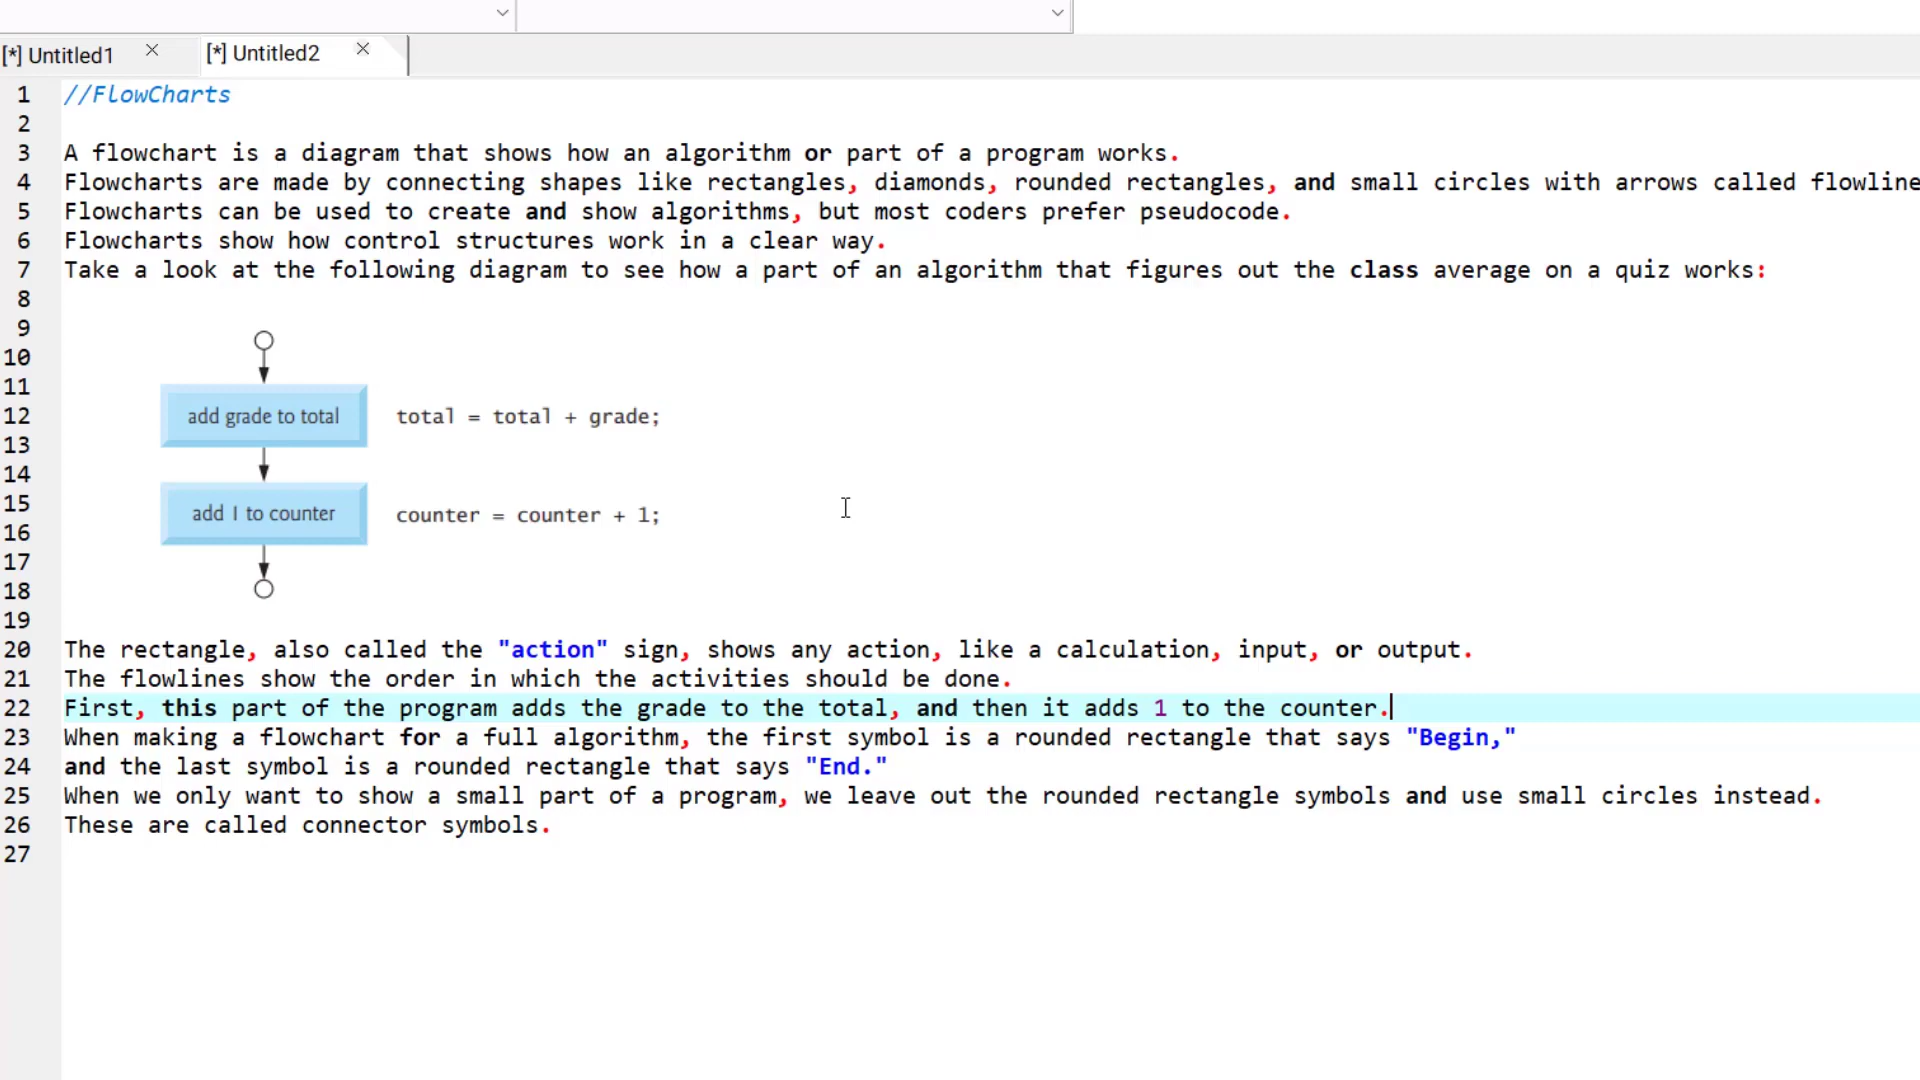 [*] Untitled1
[*] Untitled2
1 //FlowCharts
2
3 A flowchart is a diagram that shows how an algorithm or part of a program works.
4 Flowcharts are made by connecting shapes like rectangles, diamonds, rounded rectangles, and small circles with arrows called flowline
5 Flowcharts can be used to create and show algorithms, but most coders prefer pseudocode.
6 Flowcharts show how control structures work in a clear way.
7 Take a look at the following diagram to see how a part of an algorithm that figures out the class average on a quiz works:
8
9
10
11
12 add grade to total total = total + grade;
13
14
15
16 add 1 to counter counter = counter + 1;
17
18
19
20 The rectangle, also called the "action" sign, shows any action, like a calculation, input, or output.
21 The flowlines show the order in which the activities should be done.
22 First, this part of the program adds the grade to the total, and then it adds 1 to the counter.
23 When making a flowchart for a full algorithm, the first symbol is a rounded rectangle that says "Begin,"
24 and the last symbol is a rounded rectangle that says "End."
25 When we only want to show a small part of a program, we leave out the rounded rectangle symbols and use small circles instead.
26 These are called connector symbols.
27